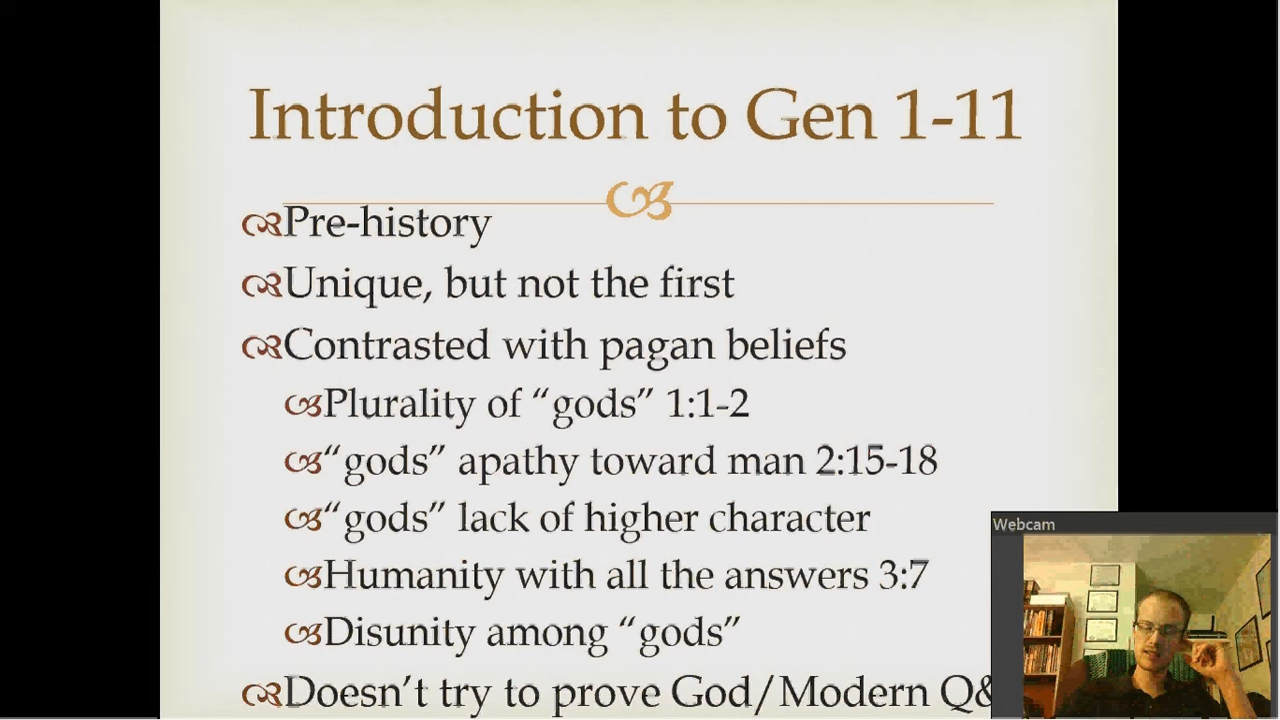 Introduction to Gen 1-11
Pre-history
Unique, but not the first
Contrasted with pagan beliefs
Plurality of “gods” 1:1-2
“gods” apathy toward man 2:15-18
“gods” lack of higher character
Humanity with all the answers 3:7
Disunity among “gods”
Doesn’t try to prove God/Modern Q&
Webcam